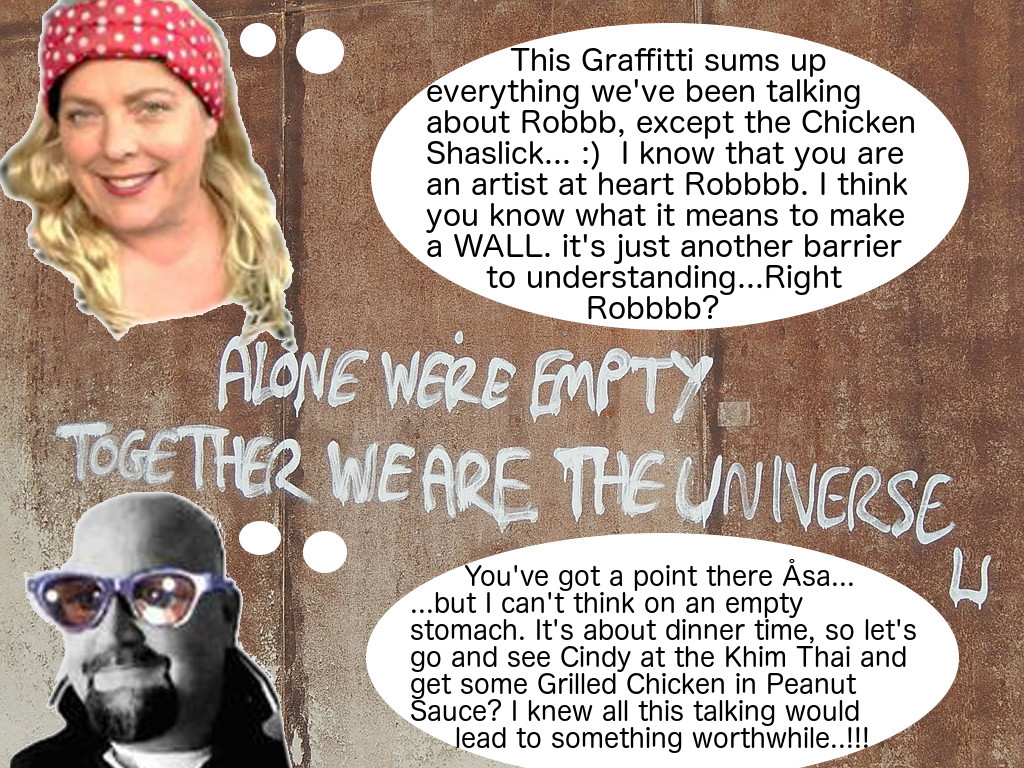 This Graffitti sums up
everything we've been talking
about Robbb, except the Chicken
Shaslick... :)  I know that you are
an artist at heart Robbbb. I think
you know what it means to make
a WALL. it's just another barrier
to understanding...Right
Robbbb?
ALONE WE'RE EMPTY
TOGETHER WE ARE THE UNIVERSE
U
You've got a point there Åsa...
...but I can't think on an empty
stomach. It's about dinner time, so let's
go and see Cindy at the Khim Thai and
get some Grilled Chicken in Peanut
Sauce? I knew all this talking would
lead to something worthwhile..!!!